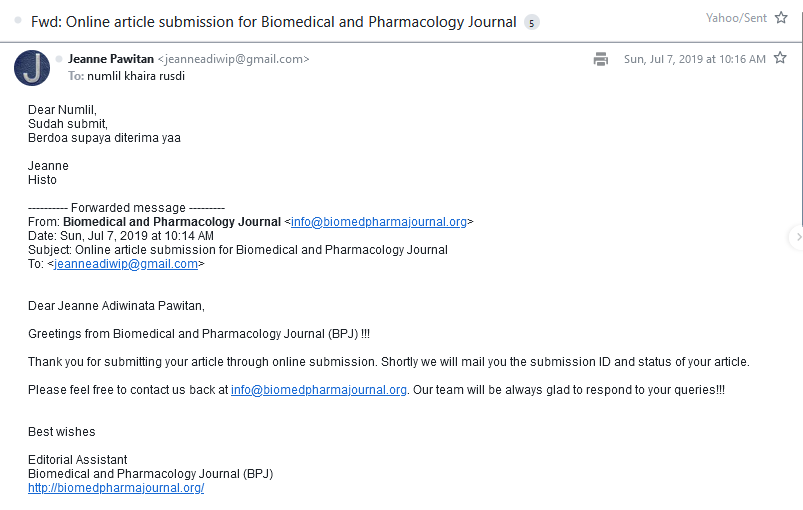 Fwd: Online article submission for Biomedical and Pharmacology Journal 5
Yahoo/Sent
J
Jeanne Pawitan <jeanneadiwip@gmail.com>
Sun, Jul 7, 2019 at 10:16 AM
To: numlil khaira rusdi
Dear Numlil,
Sudah submit,
Berdoa supaya diterima yaa
Jeanne
Histo
---------- Forwarded message ---------
From: Biomedical and Pharmacology Journal <info@biomedpharmajournal.org>
Date: Sun, Jul 7, 2019 at 10:14 AM
Subject: Online article submission for Biomedical and Pharmacology Journal
To: <jeanneadiwip@gmail.com>
Dear Jeanne Adiwinata Pawitan,
Greetings from Biomedical and Pharmacology Journal (BPJ) !!!
Thank you for submitting your article through online submission. Shortly we will mail you the submission ID and status of your article.
Please feel free to contact us back at info@biomedpharmajournal.org. Our team will be always glad to respond to your queries!!!
Best wishes
Editorial Assistant
Biomedical and Pharmacology Journal (BPJ)
http://biomedpharmajournal.org/